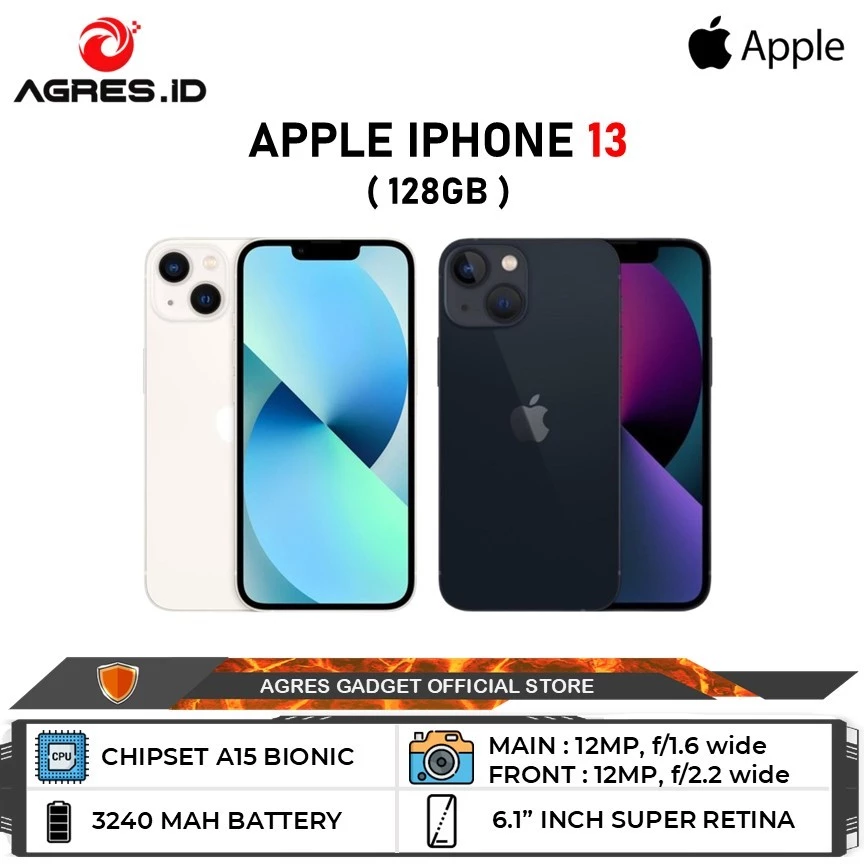 AGRES.ID
Apple
APPLE IPHONE 13
( 128GB )
AGRES GADGET OFFICIAL STORE
CPU
CHIPSET A15 BIONIC
MAIN : 12MP, f/1.6 wide
FRONT : 12MP, f/2.2 wide
3240 MAH BATTERY
6.1” INCH SUPER RETINA